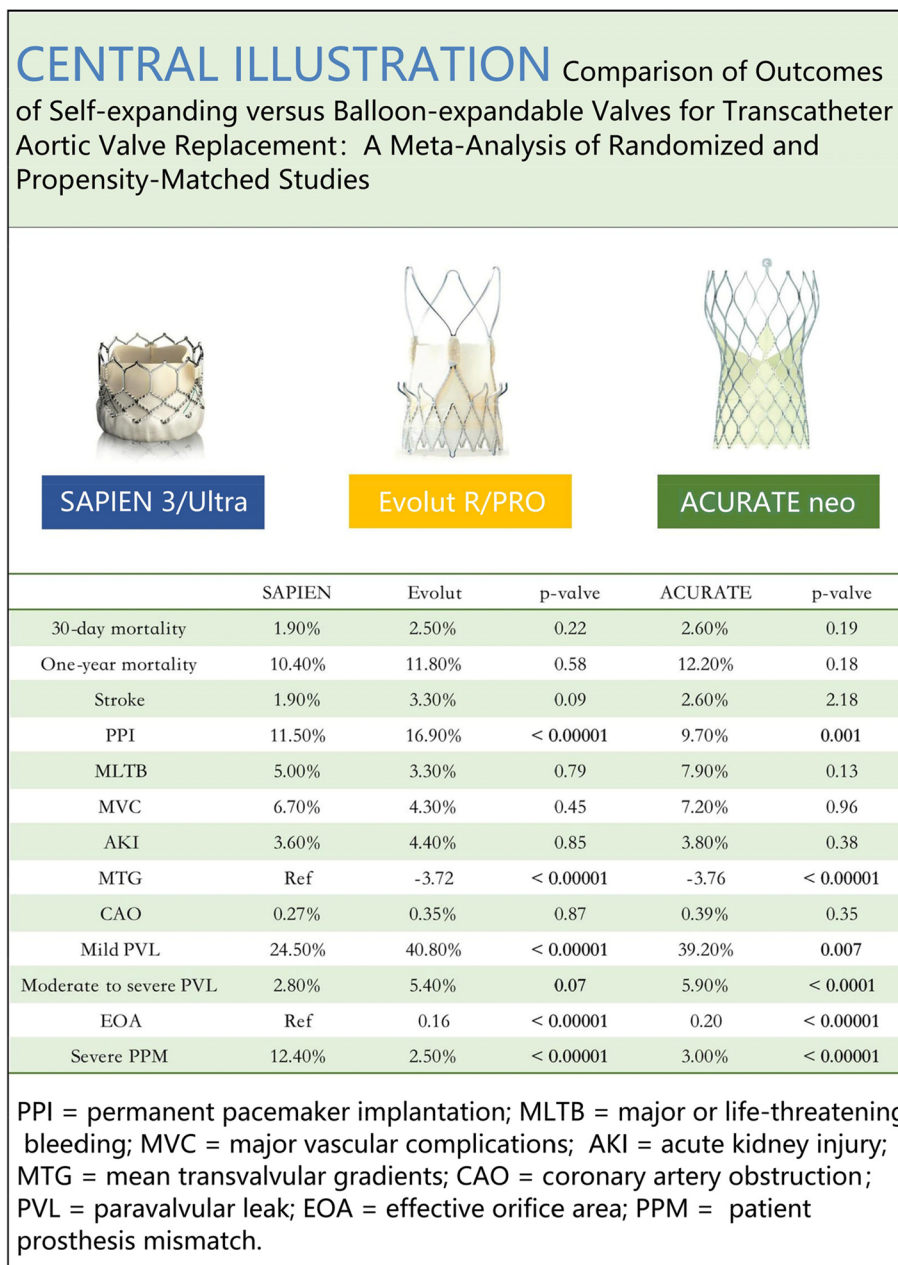 CENTRAL ILLUSTRATION Comparison of Outcomes
of Self-expanding versus Balloon-expandable Valves for Transcatheter
Aortic Valve Replacement: A Meta-Analysis of Randomized and
Propensity-Matched Studies
SAPIEN 3/Ultra Evolut R/PRO ACURATE neo
SAPIEN Evolut p-valve ACURATE p-valve
30-day mortality 1.90% 2.50% 0.22 2.60% 0.19
One-year mortality 10.40% 11.80% 0.58 12.20% 0.18
Stroke 1.90% 3.30% 0.09 2.60% 2.18
PPI 11.50% 16.90% < 0.00001 9.70% 0.001
MLTB 5.00% 3.30% 0.79 7.90% 0.13
MVC 6.70% 4.30% 0.45 7.20% 0.96
AKI 3.60% 4.40% 0.85 3.80% 0.38
MTG Ref -3.72 < 0.00001 -3.76 < 0.00001
CAO 0.27% 0.35% 0.87 0.39% 0.35
Mild PVL 24.50% 40.80% < 0.00001 39.20% 0.007
Moderate to severe PVL 2.80% 5.40% 0.07 5.90% < 0.0001
EOA Ref 0.16 < 0.00001 0.20 < 0.00001
Severe PPM 12.40% 2.50% < 0.00001 3.00% < 0.00001
PPI = permanent pacemaker implantation; MLTB = major or life-threatening
bleeding; MVC = major vascular complications; AKI = acute kidney injury;
MTG = mean transvalvular gradients; CAO = coronary artery obstruction;
PVL = paravalvular leak; EOA = effective orifice area; PPM = patient
prosthesis mismatch.